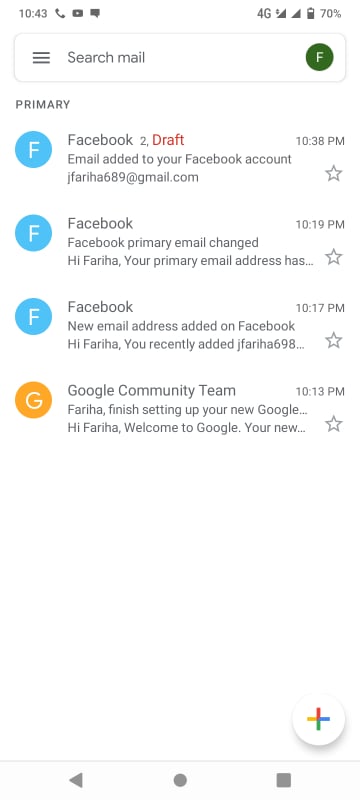 10:43 4G 70%
Search mail F
PRIMARY
F Facebook 2, Draft 10:38 PM
Email added to your Facebook account
jfariha689@gmail.com
F Facebook 10:19 PM
Facebook primary email changed
Hi Fariha, Your primary email address has...
F Facebook 10:17 PM
New email address added on Facebook
Hi Fariha, You recently added jfariha698...
G Google Community Team 10:13 PM
Fariha, finish setting up your new Google...
Hi Fariha, Welcome to Google. Your new...